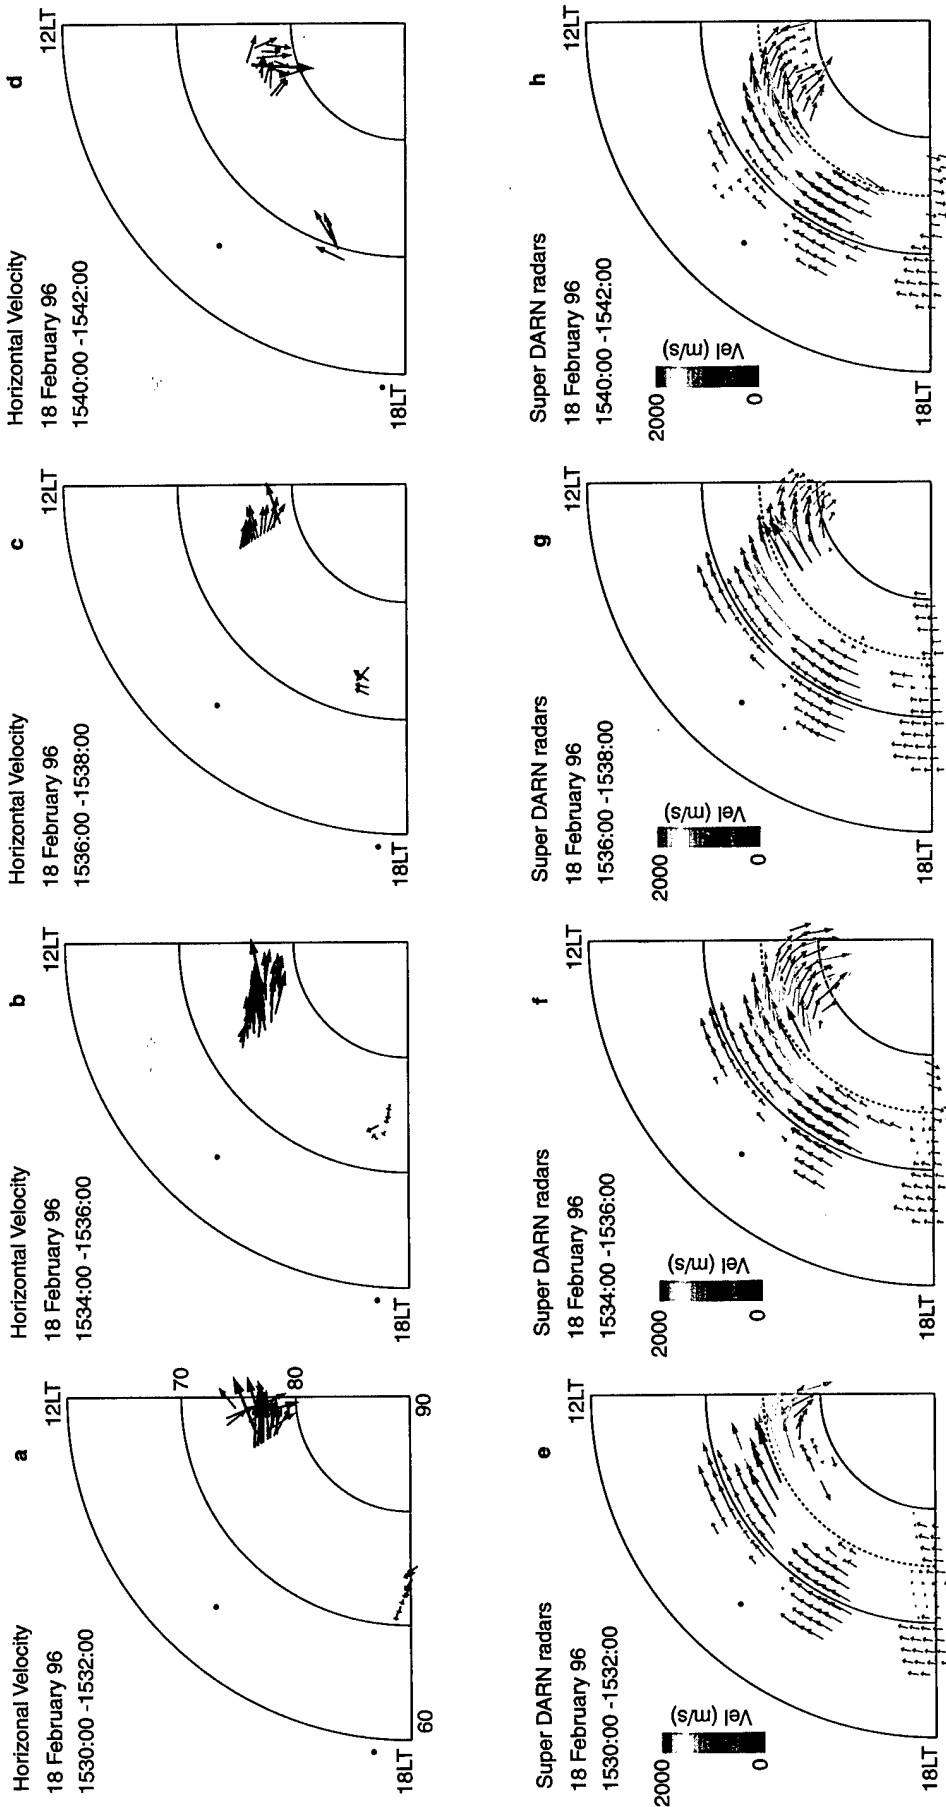 a
Horizonal Velocity
18 February 96
1530:00 -1532:00
12LT
70
80
90
60
18LT
b
Horizontal Velocity
18 February 96
1534:00 -1536:00
12LT
18LT
c
Horizontal Velocity
18 February 96
1536:00 -1538:00
12LT
18LT
d
Horizontal Velocity
18 February 96
1540:00 -1542:00
12LT
18LT
e
Super DARN radars
18 February 96
1530:00 -1532:00
12LT
2000
0
Vel (m/s)
18LT
f
Super DARN radars
18 February 96
1534:00 -1536:00
12LT
2000
0
Vel (m/s)
18LT
g
Super DARN radars
18 February 96
1536:00 -1538:00
12LT
2000
0
Vel (m/s)
18LT
h
Super DARN radars
18 February 96
1540:00 -1542:00
12LT
2000
0
Vel (m/s)
18LT